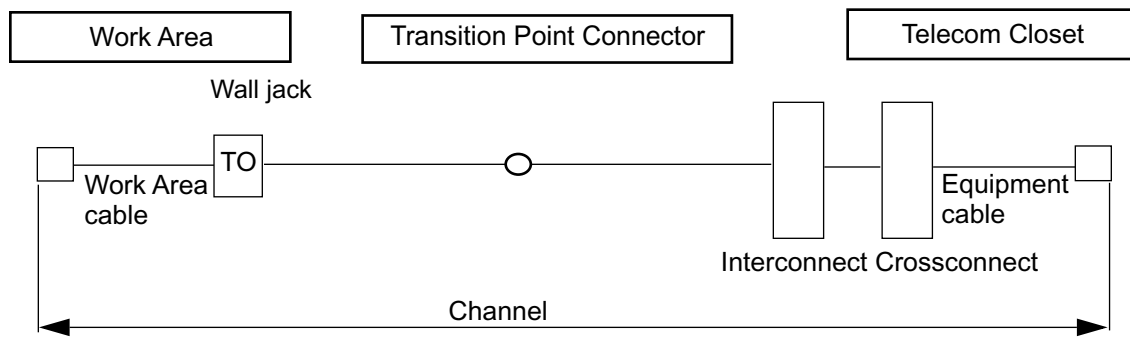 Work Area
Transition Point Connector
Telecom Closet
Wall jack
TO
Work Area
cable
Equipment
cable
Interconnect Crossconnect
Channel